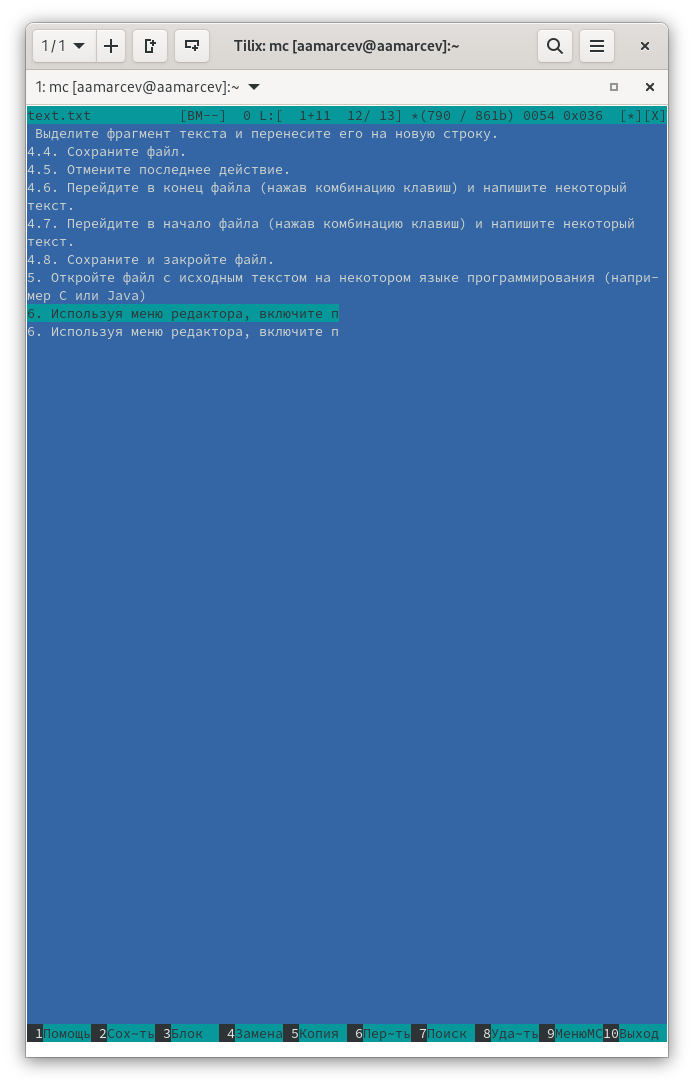 1 / 1 Tilix: mc [aamarcev@aamarcev]:~
1: mc [aamarcev@aamarcev]:~
text.txt [BM--] 0 L:[ 1+11 12/ 13] *(790 / 861b) 0054 0x036 [*][X]
Выделите фрагмент текста и перенесите его на новую строку.
4.4. Сохраните файл.
4.5. Отмените последнее действие.
4.6. Перейдите в конец файла (нажав комбинацию клавиш) и напишите некоторый
текст.
4.7. Перейдите в начало файла (нажав комбинацию клавиш) и напишите некоторый
текст.
4.8. Сохраните и закройте файл.
5. Откройте файл с исходным текстом на некотором языке программирования (напри-
мер C или Java)
6. Используя меню редактора, включите п
6. Используя меню редактора, включите п
1Помощь 2Сох~ть 3Блок 4Замена 5Копия 6Пер~ть 7Поиск 8Уда~ть 9МенюMC 10Выход